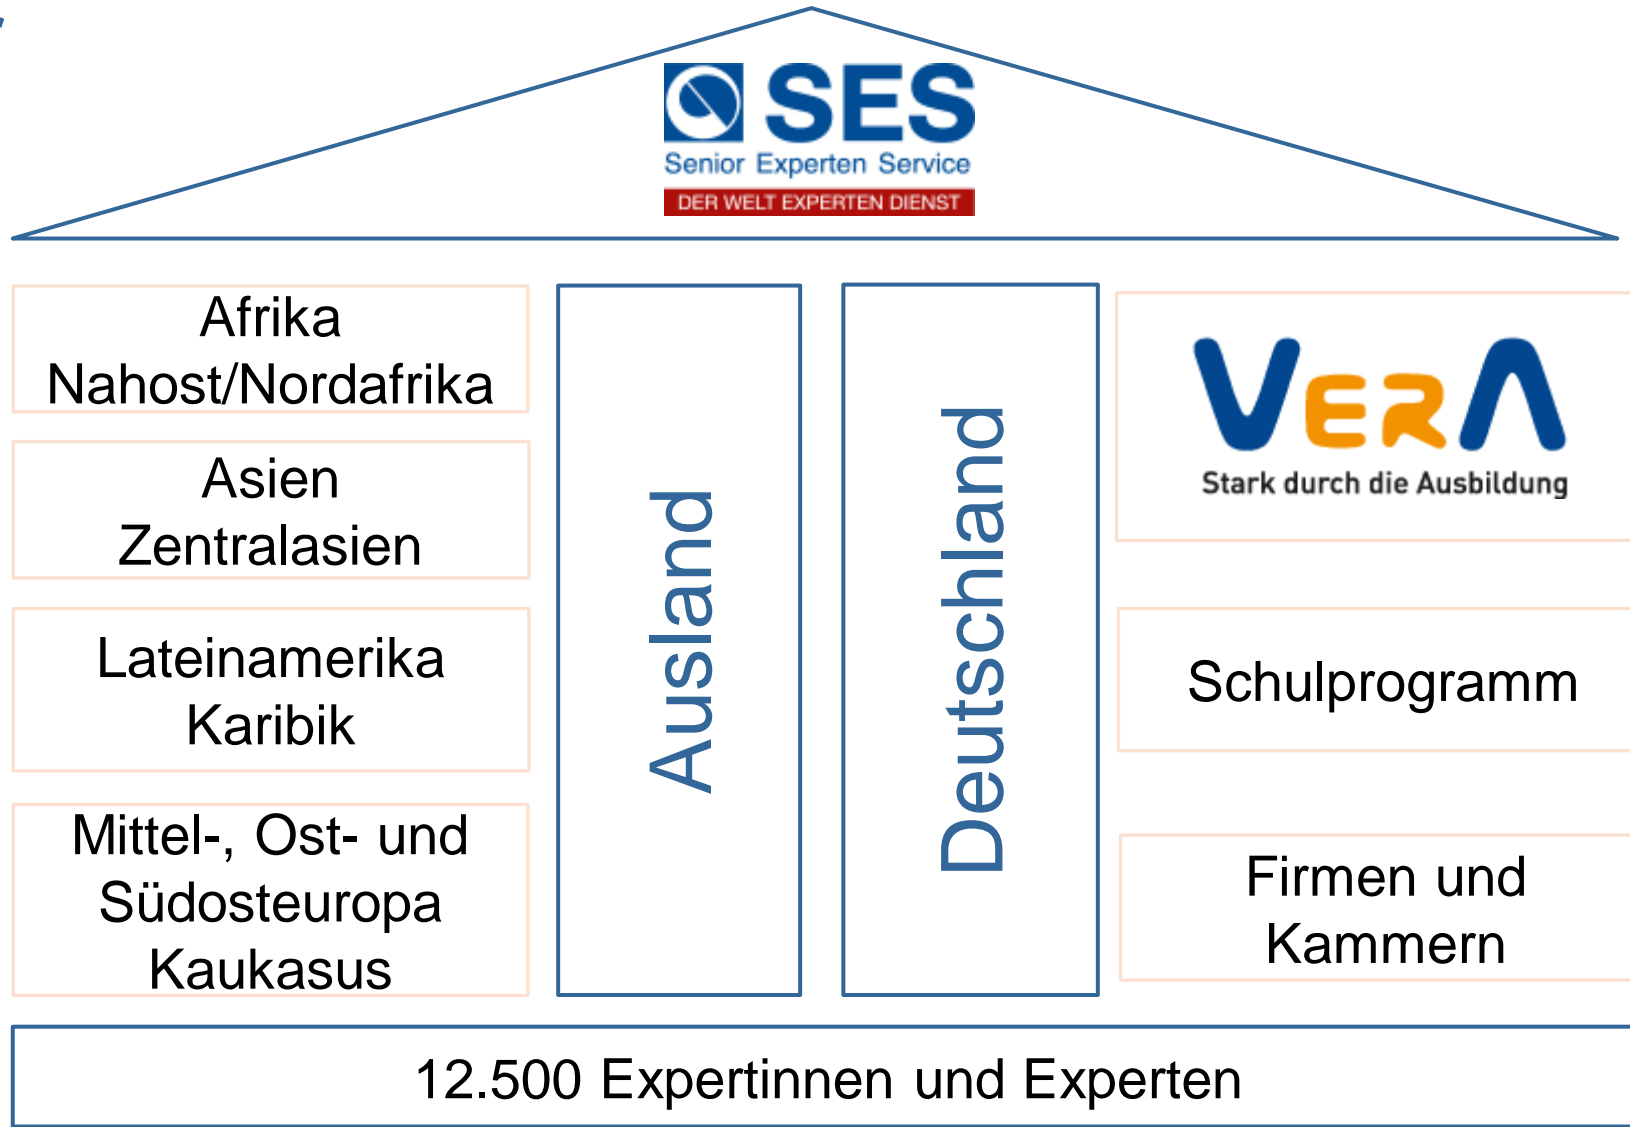 SES
Senior Experten Service
DER WELT EXPERTEN DIENST
Afrika
Nahost/Nordafrika
Asien
Zentralasien
Lateinamerika
Karibik
Mittel-, Ost- und
Südosteuropa
Kaukasus
Ausland
Deutschland
VerA
Stark durch die Ausbildung
Schulprogramm
Firmen und
Kammern
12.500 Expertinnen und Experten